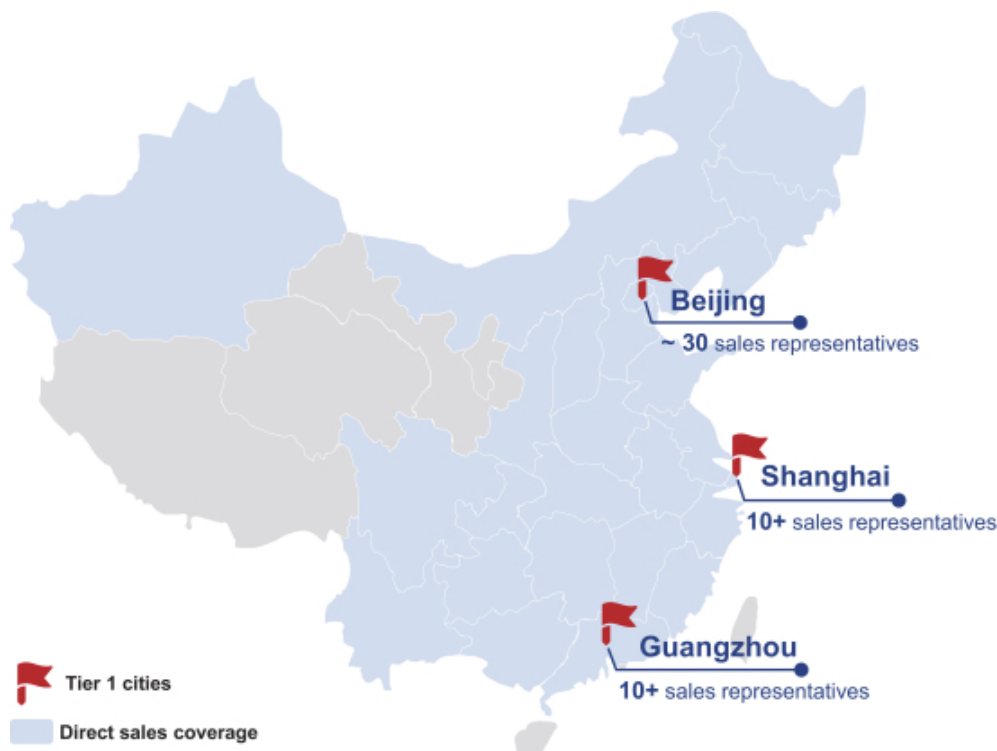 Beijing
~ 30 sales representatives
Shanghai
10+ sales representatives
Guangzhou
10+ sales representatives
Tier 1 cities
Direct sales coverage